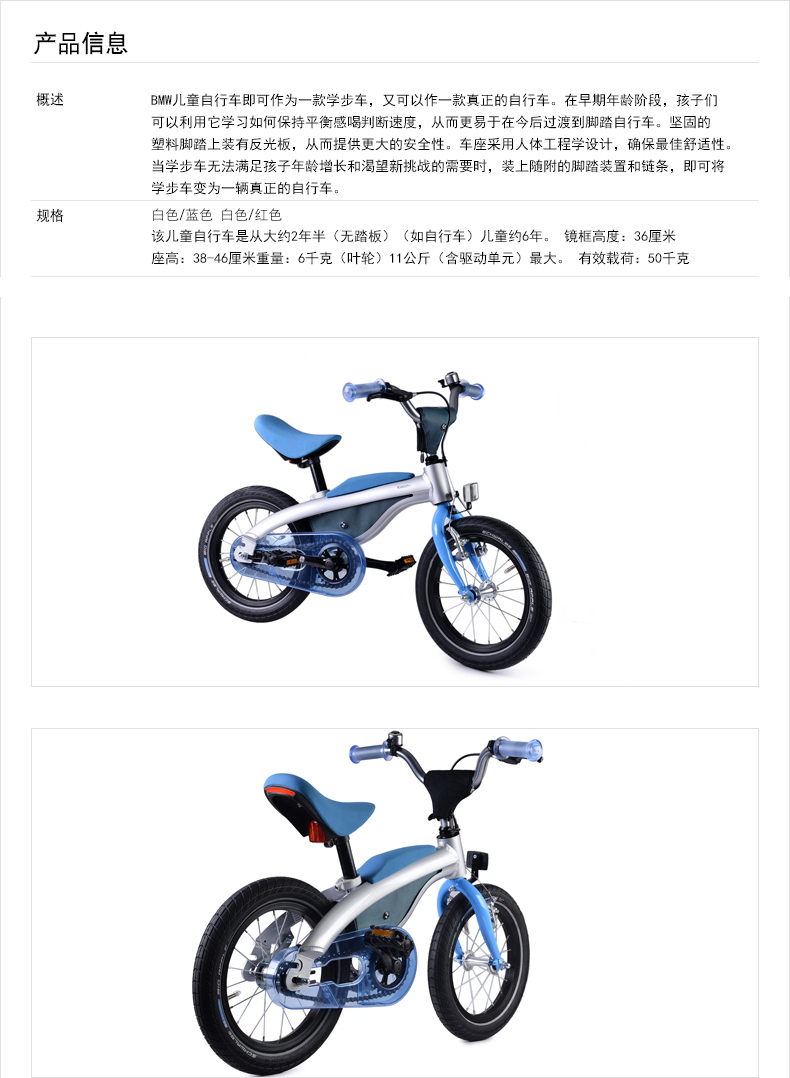 产品信息
概述
BMW儿童自行车即可作为一款学步车，又可以作一款真正的自行车。在早期年龄阶段，孩子们
可以利用它学习如何保持平衡感喝判断速度，从而更易于在今后过渡到脚踏自行车。坚固的
塑料脚踏上装有反光板，从而提供更大的安全性。车座采用人体工程学设计，确保最佳舒适性。
当学步车无法满足孩子年龄增长和渴望新挑战的需要时，装上随附的脚踏装置和链条，即可将
学步车变为一辆真正的自行车。
规格
白色/蓝色 白色/红色
该儿童自行车是从大约2年半（无踏板）（如自行车）儿童约6年。 镜框高度：36厘米
座高：38-46厘米重量：6千克（叶轮）11公斤（含驱动单元）最大。 有效载荷：50千克